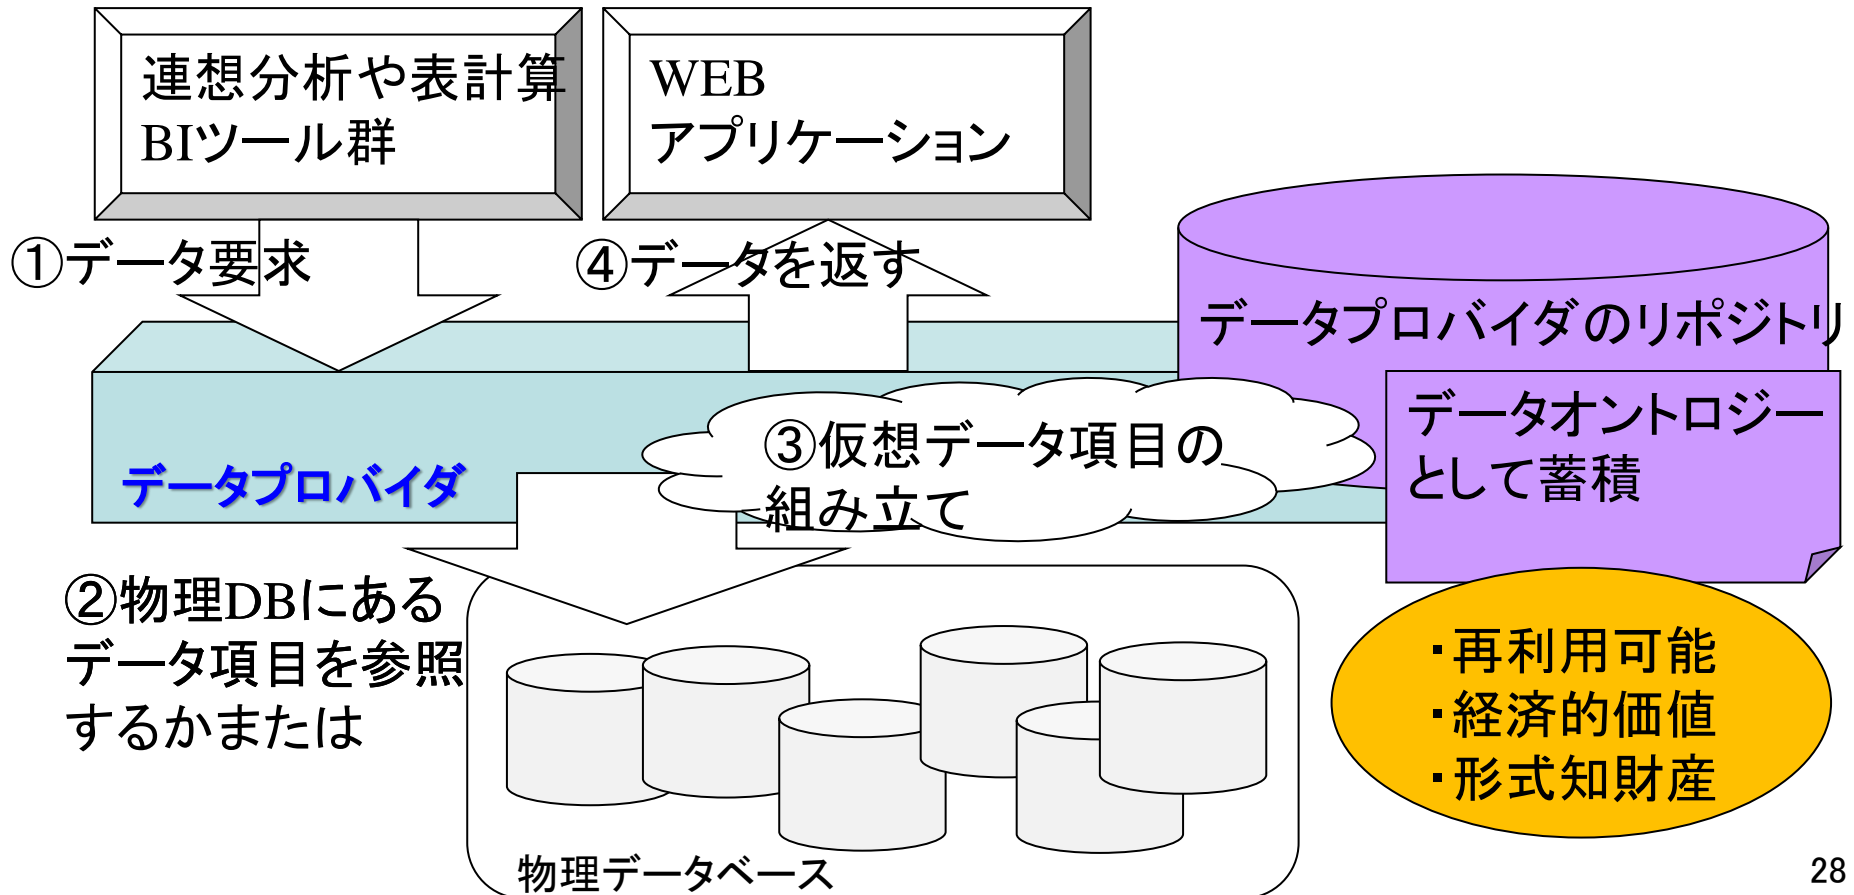 連想分析や表計算
BIツール群
WEB
アプリケーション
①データ要求
④データを返す
データプロバイダのリポジトリ
データオントロジー
として蓄積
③仮想データ項目の
組み立て
データプロバイダ
②物理DBにある
データ項目を参照
するかまたは
・再利用可能
・経済的価値
・形式知財産
物理データベース
28